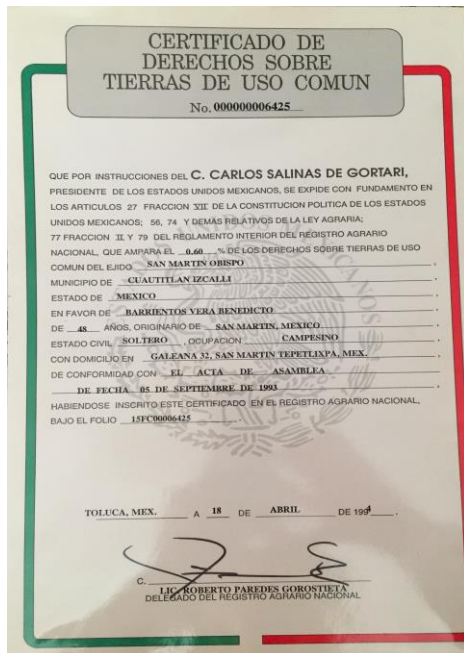 CERTIFICADO DE
DERECHOS SOBRE
TIERRAS DE USO COMUN
No. 000000006425
QUE POR INSTRUCCIONES DEL C. CARLOS SALINAS DE GORTARI,
PRESIDENTE DE LOS ESTADOS UNIDOS MEXICANOS, SE EXPIDE CON FUNDAMENTO EN
LOS ARTICULOS 27 FRACCION VII DE LA CONSTITUCION POLITICA DE LOS ESTADOS
UNIDOS MEXICANOS; 56, 74 Y DEMAS RELATIVOS DE LA LEY AGRARIA;
77 FRACCION II Y 79 DEL REGLAMENTO INTERIOR DEL REGISTRO AGRARIO
NACIONAL, QUE AMPARA EL 0.60 % DE LOS DERECHOS SOBRE TIERRAS DE USO
COMUN DEL EJIDO SAN MARTIN OBISPO ,
MUNICIPIO DE CUAUTITLAN IZCALLI ,
ESTADO DE MEXICO ,
EN FAVOR DE BARRIENTOS VERA BENEDICTO ,
DE 48 AÑOS, ORIGINARIO DE SAN MARTIN, MEXICO ,
ESTADO CIVIL SOLTERO , OCUPACION CAMPESINO ,
CON DOMICILIO EN GALEANA 32, SAN MARTIN TEPETLIXPA, MEX. ,
DE CONFORMIDAD CON EL ACTA DE ASAMBLEA
DE FECHA 05 DE SEPTIEMBRE DE 1993 ,
HABIENDOSE INSCRITO ESTE CERTIFICADO EN EL REGISTRO AGRARIO NACIONAL,
BAJO EL FOLIO 15FC00006425 .
TOLUCA, MEX. A 18 DE ABRIL DE 1994 .
C.
LIC. ROBERTO PAREDES GOROSTIETA
DELEGADO DEL REGISTRO AGRARIO NACIONAL